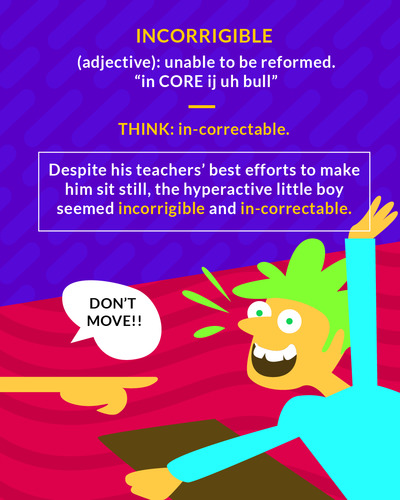 INCORRIGIBLE
(adjective): unable to be reformed.
“in CORE ij uh bull”
THINK: in-correctable.
Despite his teachers’ best efforts to make
him sit still, the hyperactive little boy
seemed incorrigible and in-correctable.
DON’T
MOVE!!